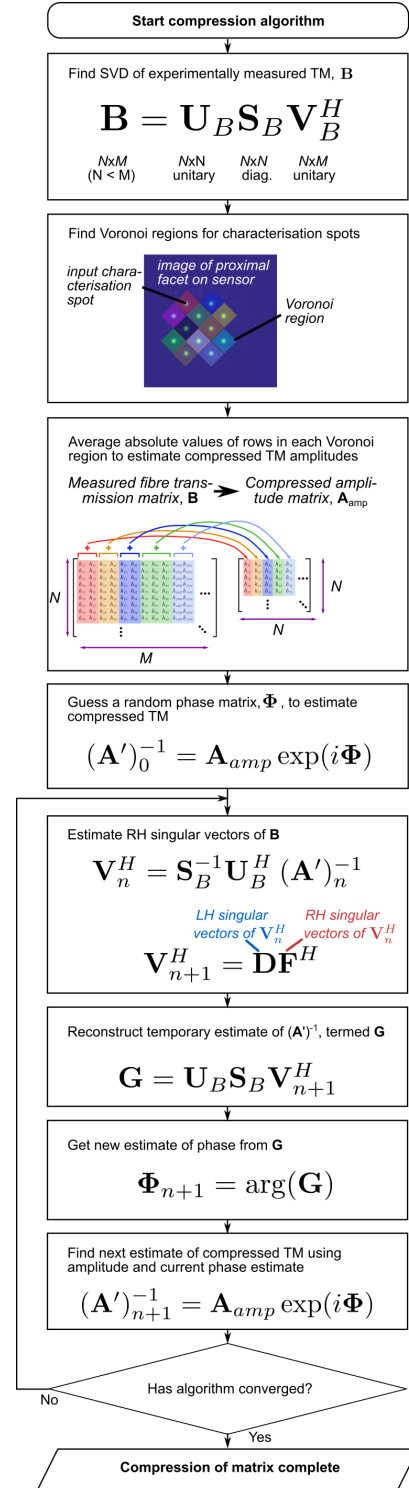 Start compression algorithm
Find SVD of experimentally measured TM, B
B = U_B S_B V_B^H
NxM NxN NxN NxM
(N < M) unitary diag. unitary
Find Voronoi regions for characterisation spots
input chara-
cterisation
spot
image of proximal
facet on sensor
Voronoi
region
Average absolute values of rows in each Voronoi
region to estimate compressed TM amplitudes
Measured fibre trans-
mission matrix, B
Compressed ampli-
tude matrix, A_amp
+ + + + +
N
M
N
N
Guess a random phase matrix, Φ , to estimate
compressed TM
(A')_0^{-1} = A_{amp} exp(iΦ)
Estimate RH singular vectors of B
V_n^H = S_B^{-1} U_B^H (A')_n^{-1}
LH singular
vectors of V_n^H
RH singular
vectors of V_n^H
V_{n+1}^H = DF^H
Reconstruct temporary estimate of (A')^{-1}, termed G
G = U_B S_B V_{n+1}^H
Get new estimate of phase from G
Φ_{n+1} = arg(G)
Find next estimate of compressed TM using
amplitude and current phase estimate
(A')_{n+1}^{-1} = A_{amp} exp(iΦ)
Has algorithm converged?
No
Yes
Compression of matrix complete